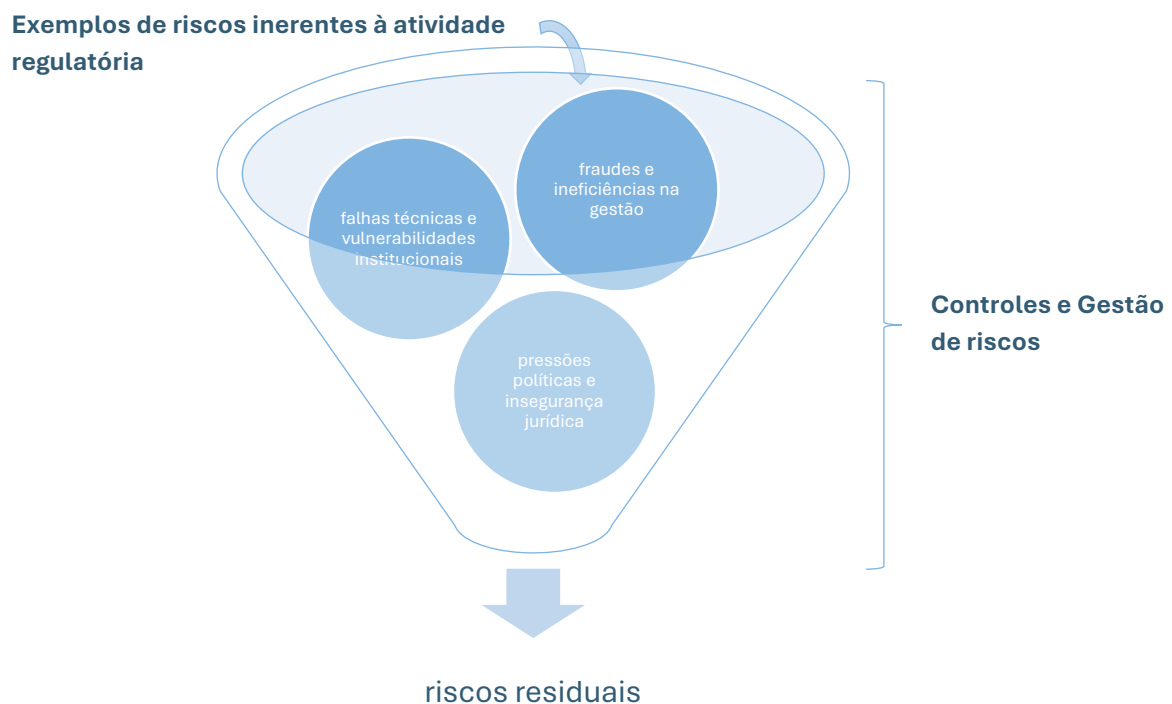 Exemplos de riscos inerentes à atividade
regulatória
fraudes e
ineficiências na
gestão
falhas técnicas e
vulnerabilidades
institucionais
Controles e Gestão
de riscos
pressões
políticas e
insegurança
jurídica
riscos residuais